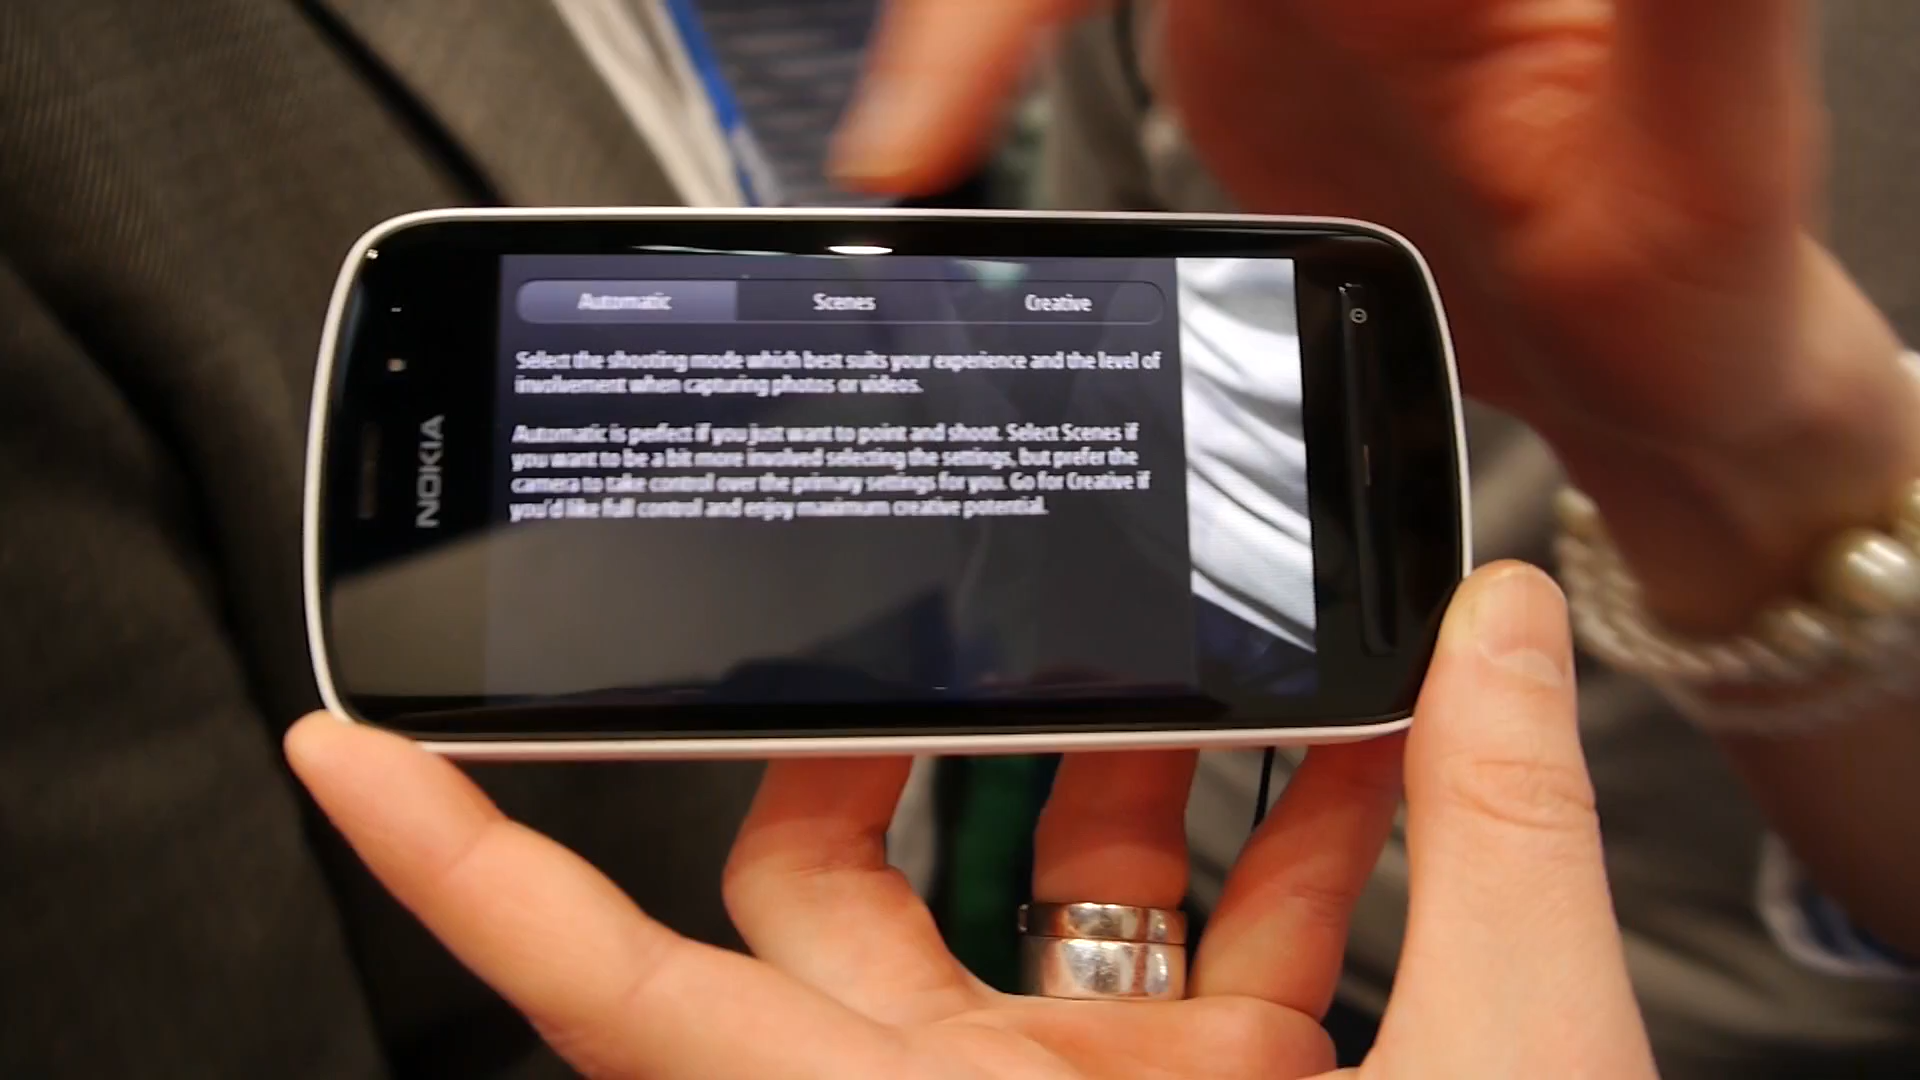 Automatic Scenes Creative
Select the shooting mode which best suits your experience and the level of
involvement when capturing photos or videos.
Automatic is perfect if you just want to point and shoot. Select Scenes if
you want to be a bit more involved selecting the settings, but prefer the
camera to take control over the primary settings for you. Go for Creative if
you'd like full control and enjoy maximum creative potential.
NOKIA